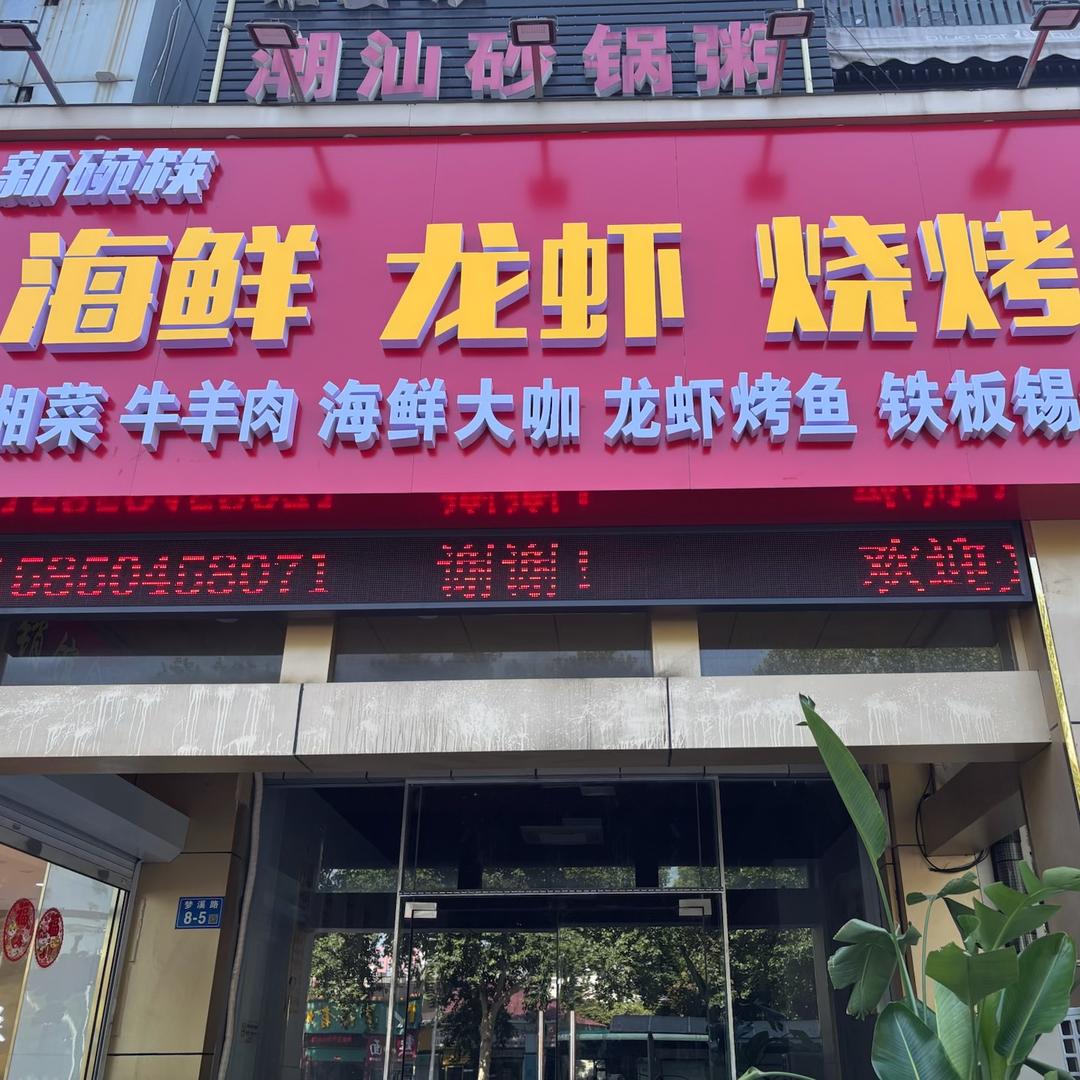 潮汕砂锅粥
新碗筷
海鲜 龙虾 烧烤
湘菜 牛羊肉 海鲜大咖 龙虾烤鱼 铁板锡
6860468071 谢谢! 欢迎
梦溪路
8-5